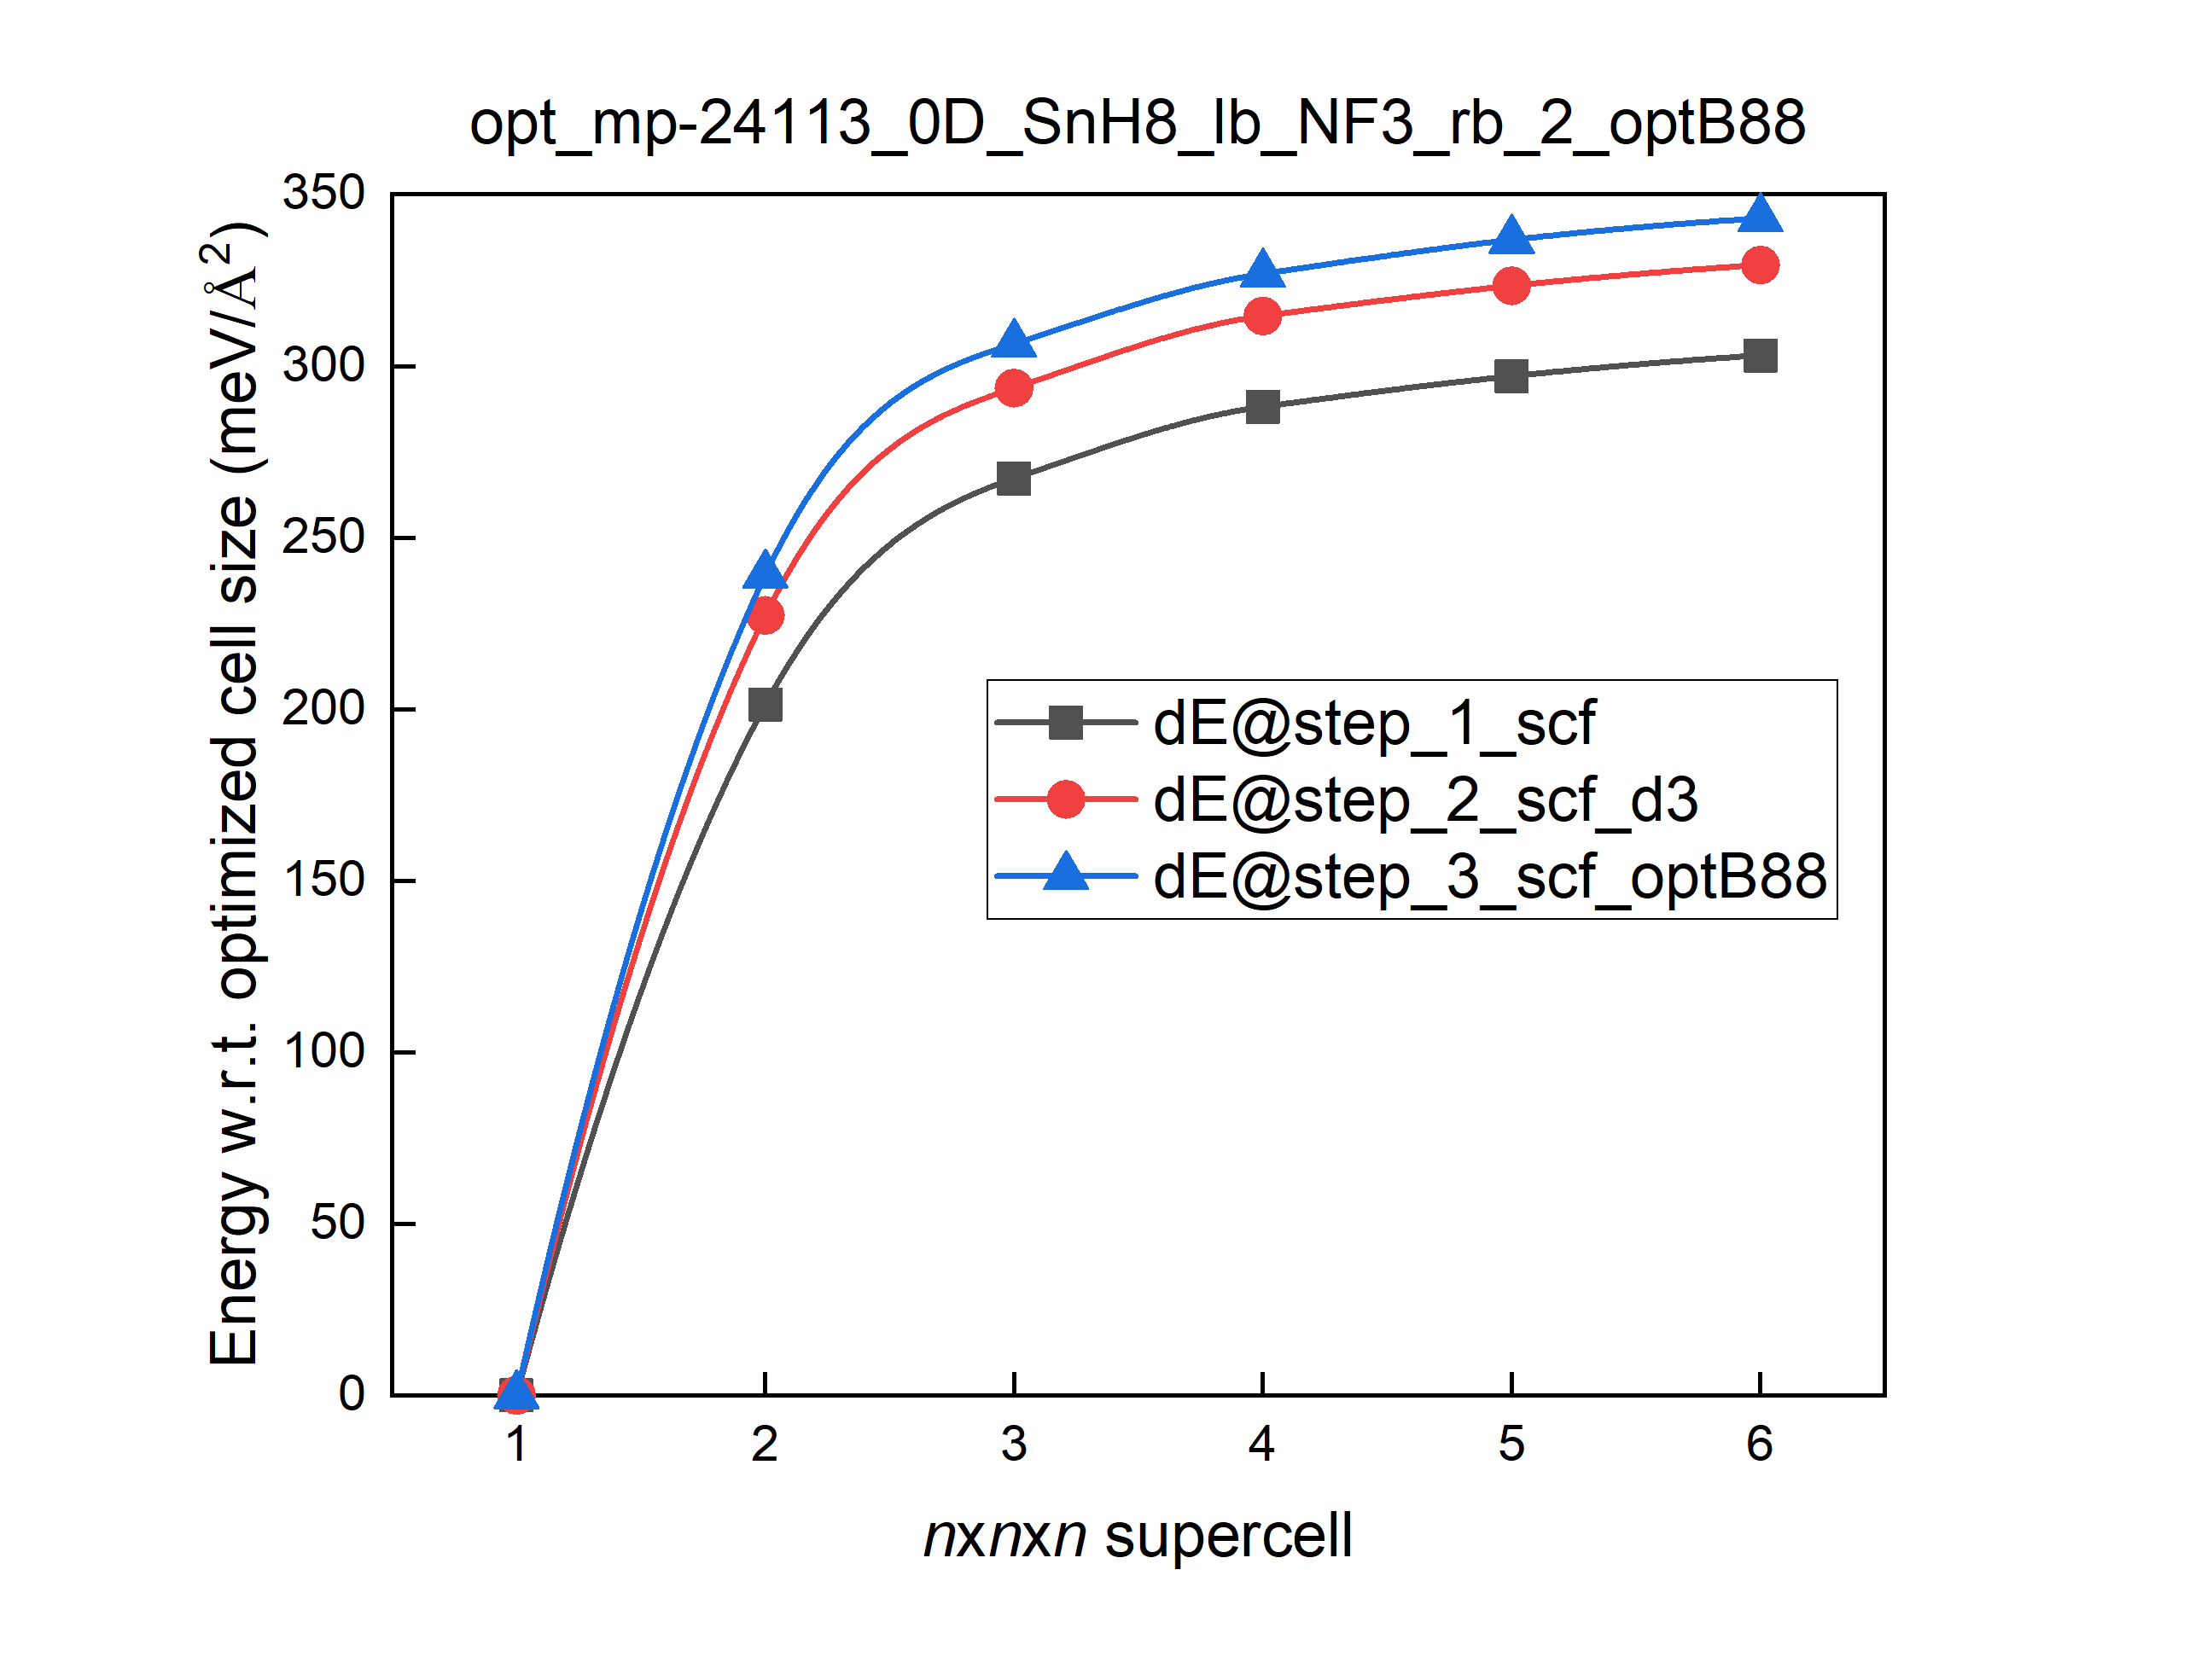 opt_mp-24113_0D_SnH8_lb_NF3_rb_2_optB88
Energy w.r.t. optimized cell size (meV/Å²)
350
300
250
200
150
100
50
0
dE@step_1_scf
dE@step_2_scf_d3
dE@step_3_scf_optB88
1 2 3 4 5 6
nxnxn supercell